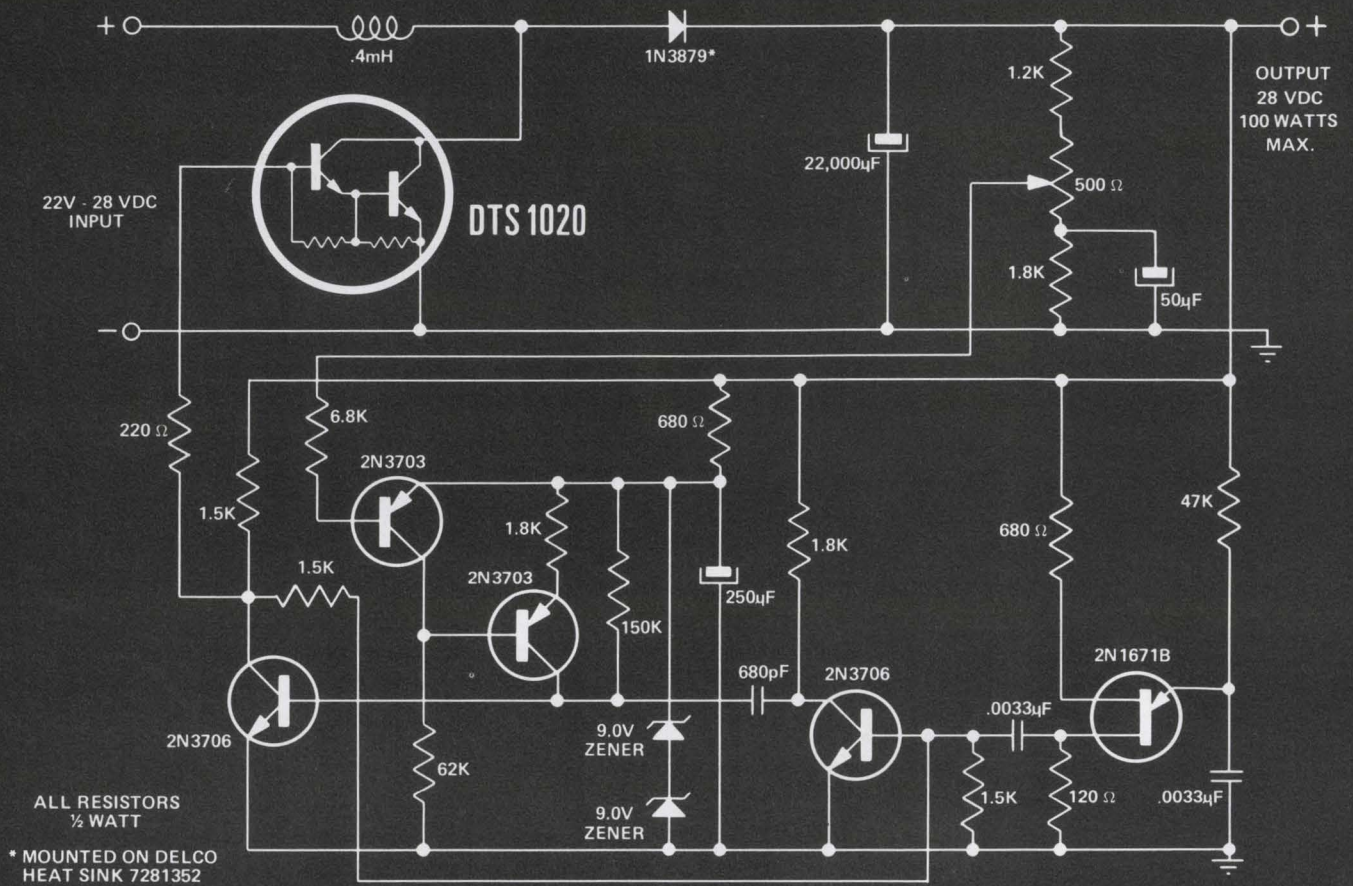 +
.4mH
1N3879*
+
OUTPUT
28 VDC
100 WATTS
MAX.
1.2K
22,000µF
500 Ω
22V - 28 VDC
INPUT
DTS 1020
1.8K
50µF
−
220 Ω
6.8K
680 Ω
2N3703
1.5K
1.8K
1.8K
680 Ω
47K
1.5K
2N3703
250µF
150K
2N1671B
680pF
2N3706
.0033µF
2N3706
9.0V
ZENER
62K
9.0V
ZENER
1.5K
120 Ω
.0033µF
ALL RESISTORS
½ WATT
* MOUNTED ON DELCO
HEAT SINK 7281352